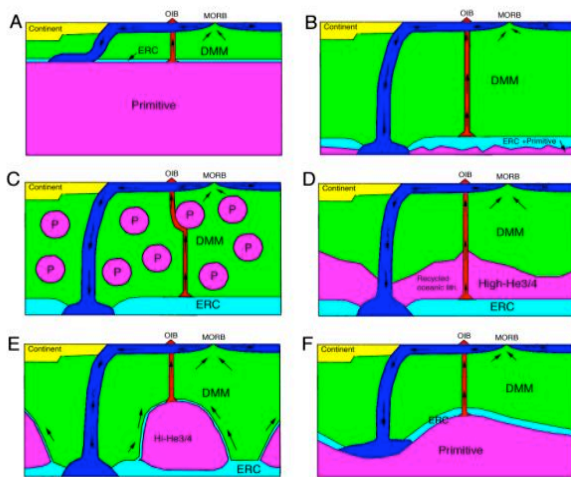 A
OIB
MORB
Continent
ERC
DMM
Primitive
B
OIB
MORB
Continent
DMM
ERC +Primitive
C
OIB
MORB
Continent
P
P
P
P
P
DMM
P
P
P
P
ERC
D
OIB
MORB
Continent
DMM
Recycled
oceanic lith.
High-He3/4
ERC
E
OIB
MORB
Continent
DMM
Hi-He3/4
ERC
F
OIB
MORB
Continent
DMM
ERC
Primitive